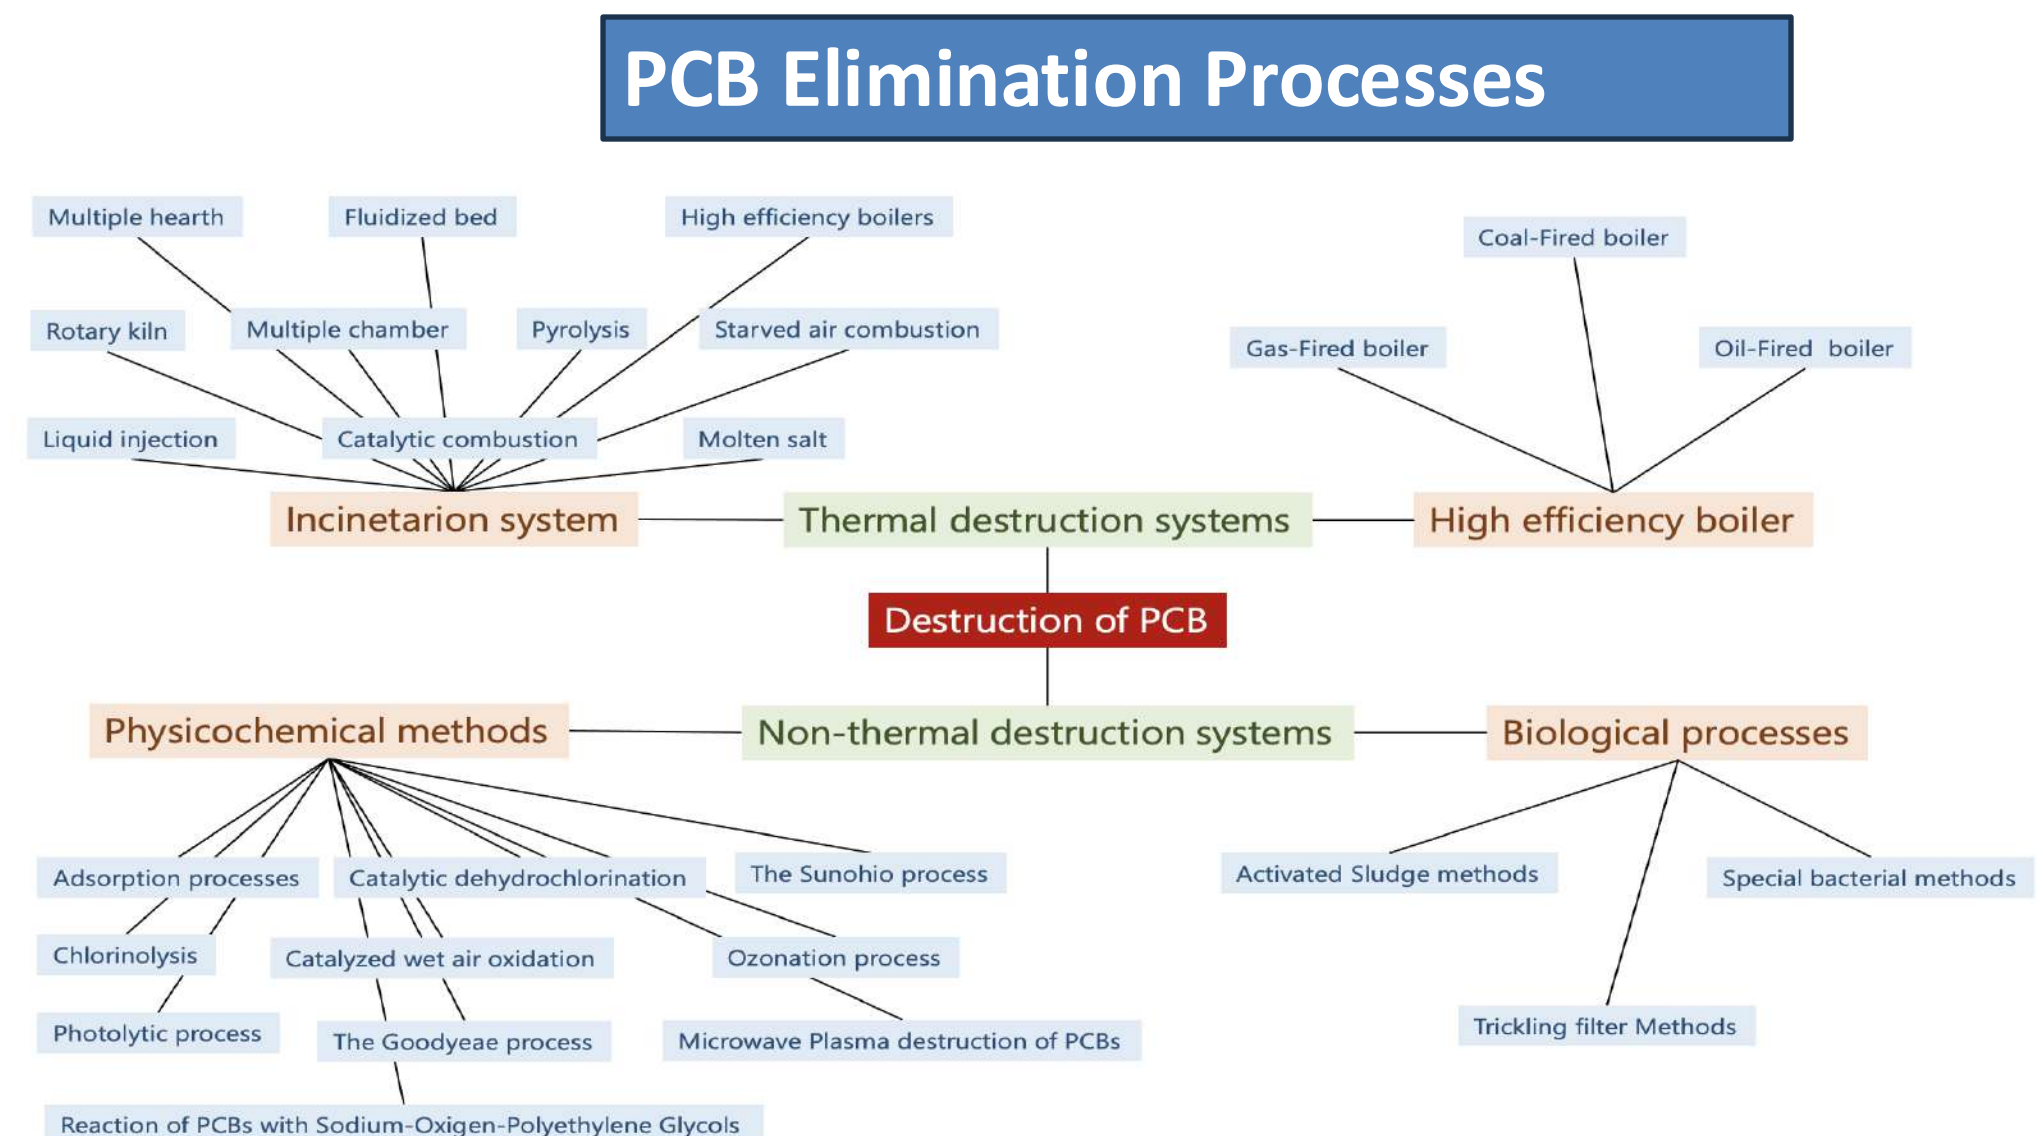 PCB Elimination Processes
Multiple hearth
Fluidized bed
High efficiency boilers
Coal-Fired boiler
Rotary kiln
Multiple chamber
Pyrolysis
Starved air combustion
Gas-Fired boiler
Oil-Fired boiler
Liquid injection
Catalytic combustion
Molten salt
Incinetarion system
Thermal destruction systems
High efficiency boiler
Destruction of PCB
Physicochemical methods
Non-thermal destruction systems
Biological processes
Adsorption processes
Catalytic dehydrochlorination
The Sunohio process
Activated Sludge methods
Special bacterial methods
Chlorinolysis
Catalyzed wet air oxidation
Ozonation process
Photolytic process
The Goodyeae process
Microwave Plasma destruction of PCBs
Trickling filter Methods
Reaction of PCBs with Sodium-Oxigen-Polyethylene Glycols